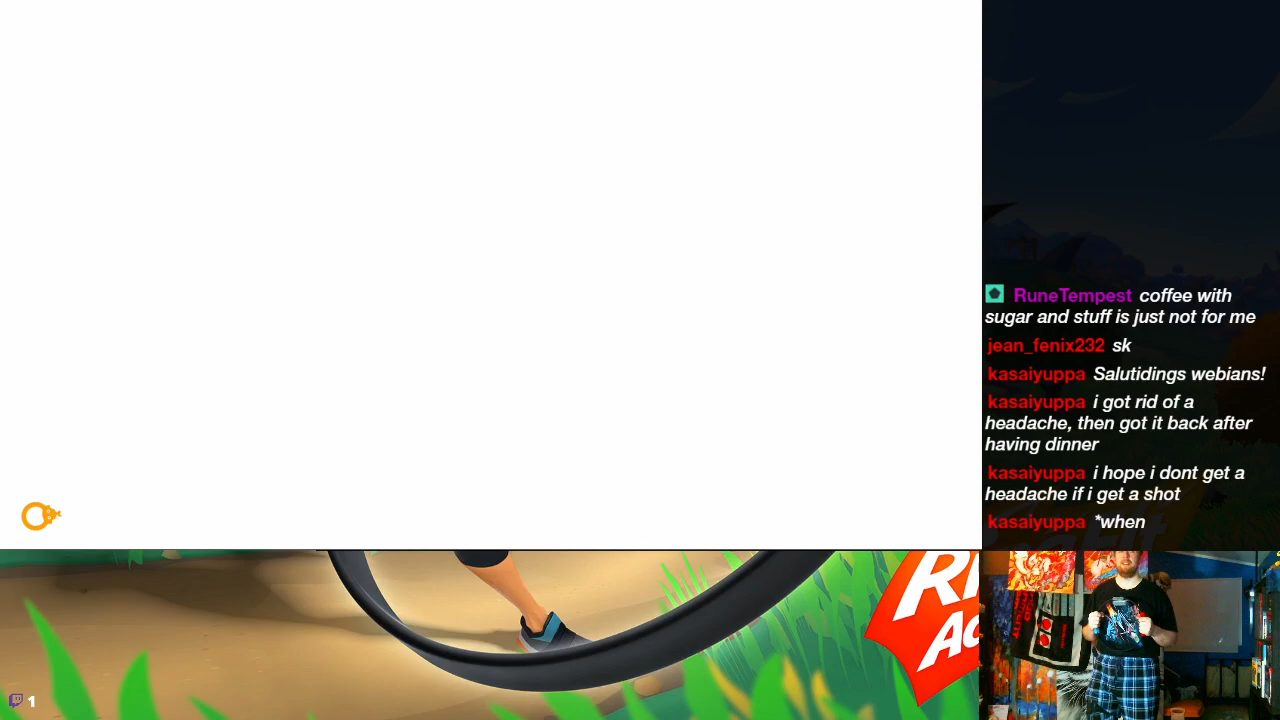 RuneTempest coffee with
sugar and stuff is just not for me
jean_fenix232 sk
kasaiyuppa Salutidings webians!
kasaiyuppa i got rid of a
headache, then got it back after
having dinner
kasaiyuppa i hope i dont get a
headache if i get a shot
kasaiyuppa *when
1